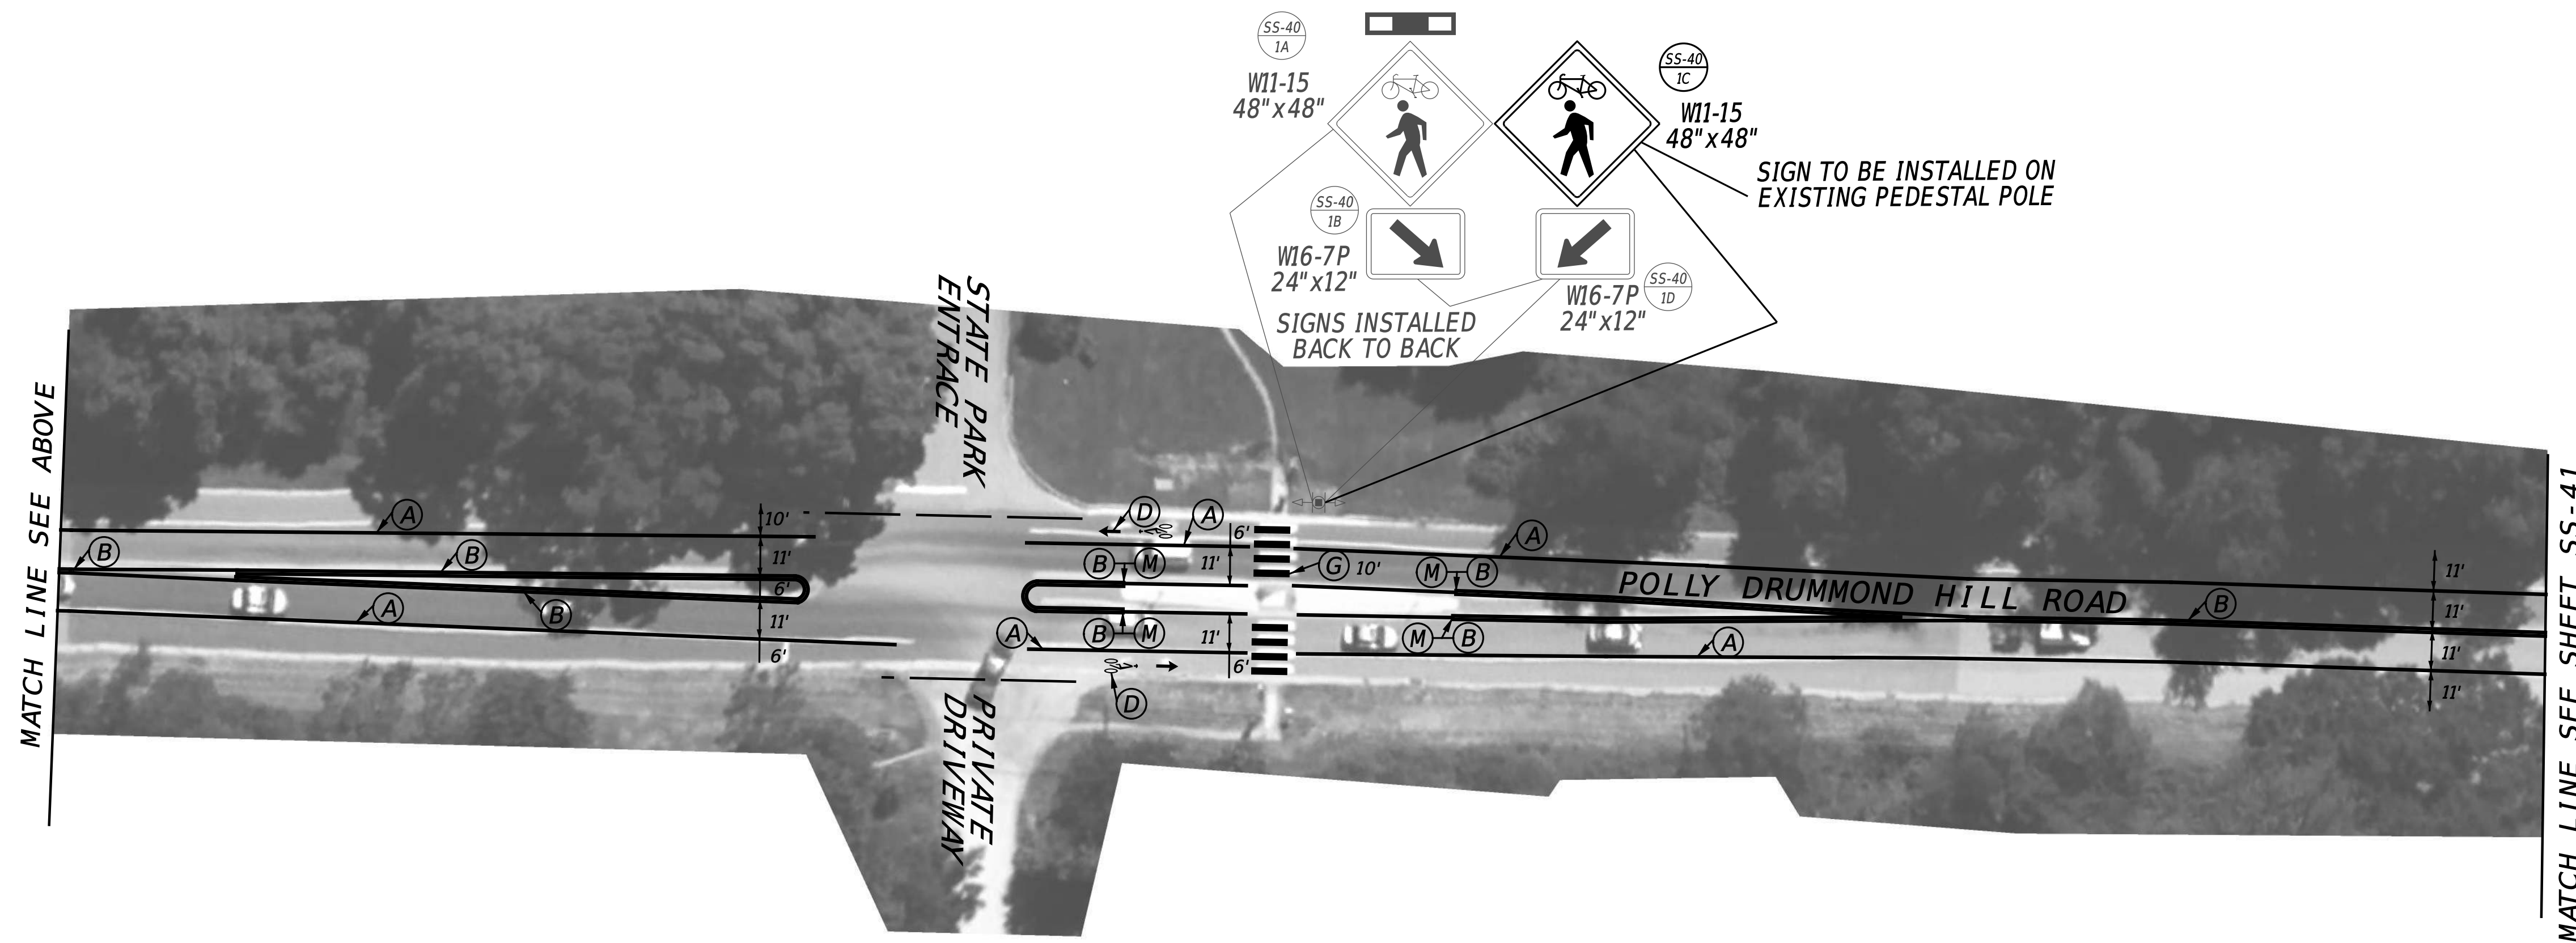 SS-40
1A
W11-15
48"x48"
SS-40
1C
W11-15
48"x48"
SIGN TO BE INSTALLED ON
EXISTING PEDESTAL POLE
SS-40
1B
W16-7P
24"x12"
SS-40
1D
W16-7P
24"x12"
SIGNS INSTALLED
BACK TO BACK
STATE PARK
ENTRACE
MATCH LINE SEE ABOVE
A
B
B
A
B
10'
11'
6'
11'
6'
D
A
6'
B M
11'
G 10'
M B
A
B M
A
11'
6'
D
M B
A
POLLY DRUMMOND HILL ROAD
B
11'
11'
11'
11'
PRIVATE
DRIVEWAY
MATCH LINE SEE SHEET SS-41